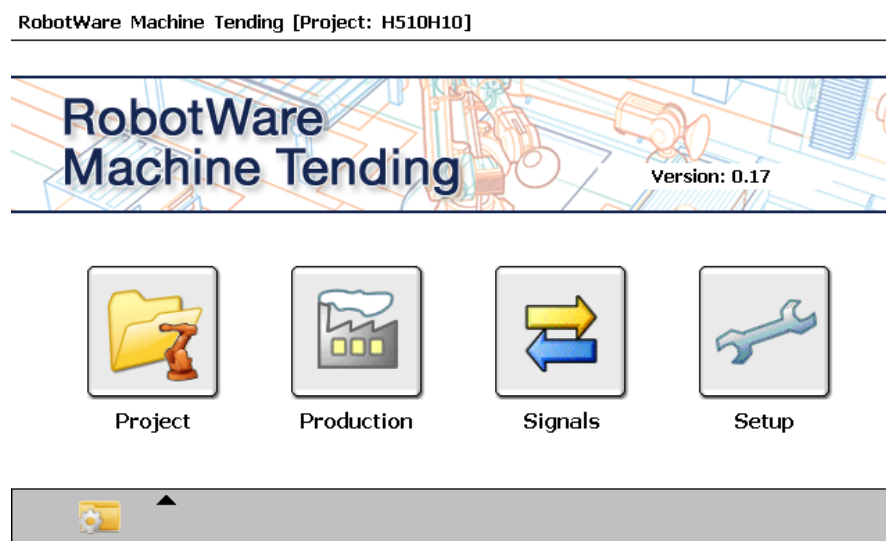 RobotWare Machine Tending [Project: H510H10]
RobotWare
Machine Tending
Version: 0.17
Project
Production
Signals
Setup